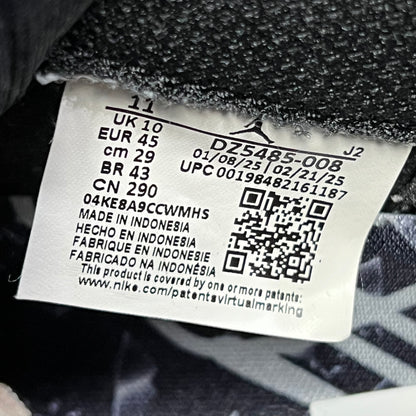 11
UK 10
EUR 45
cm 29
BR 43
CN 290
J2
DZ5485-008
01/08/25 | 02/21/25
UPC 00198482161187
04KE8A9CCWMHS
MADE IN INDONESIA
HECHO EN INDONESIA
FABRIQUE EN INDONESIE
FABRICADO NA INDONESIA
This product is covered by one or more patents:
www.nike.com/patentsvirtualmarking